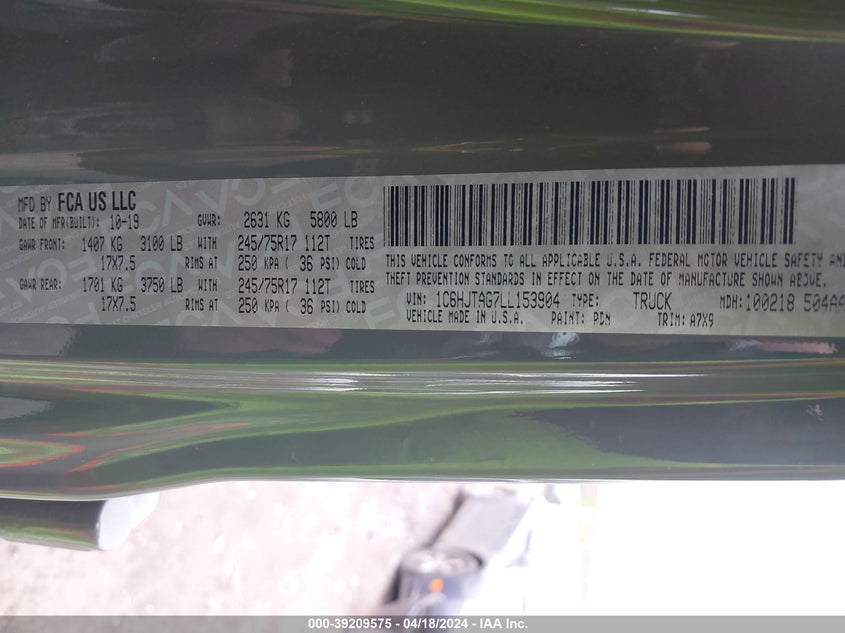 MFD BY FCA US LLC
DATE OF MFR(BUILT): 10-19 GVWR: 2631 KG 5800 LB
GAWR FRONT: 1407 KG 3100 LB WITH 245/75R17 112T TIRES
17X7.5 RIMS AT 250 KPA ( 36 PSI) COLD
GAWR REAR: 1701 KG 3750 LB WITH 245/75R17 112T TIRES
17X7.5 RIMS AT 250 KPA ( 36 PSI) COLD
THIS VEHICLE CONFORMS TO ALL APPLICABLE U.S.A. FEDERAL MOTOR VEHICLE SAFETY AND
THEFT PREVENTION STANDARDS IN EFFECT ON THE DATE OF MANUFACTURE SHOWN ABOVE.
VIN: 1C6HJTAG7LL153904 TYPE: TRUCK MDH: 100218 504AA
VEHICLE MADE IN U.S.A. PAINT: PDN TRIM: A7X9
000-39209575 - 04/18/2024 - IAA Inc.